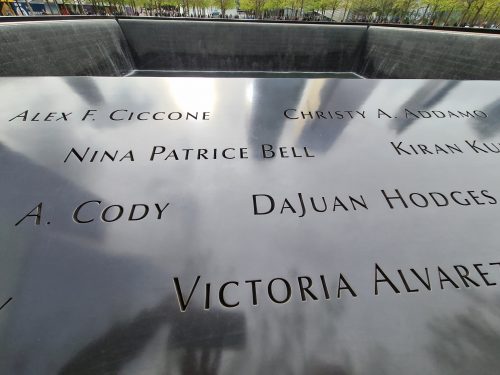 Alex F. Ciccone Christy A. Addamo
Nina Patrice Bell Kiran
A. Cody DaJuan Hodges
Victoria